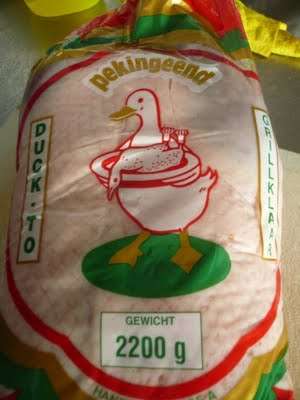 pekingeend
DUCK-TO
GRILLKLAAR
GEWICHT
2200 g